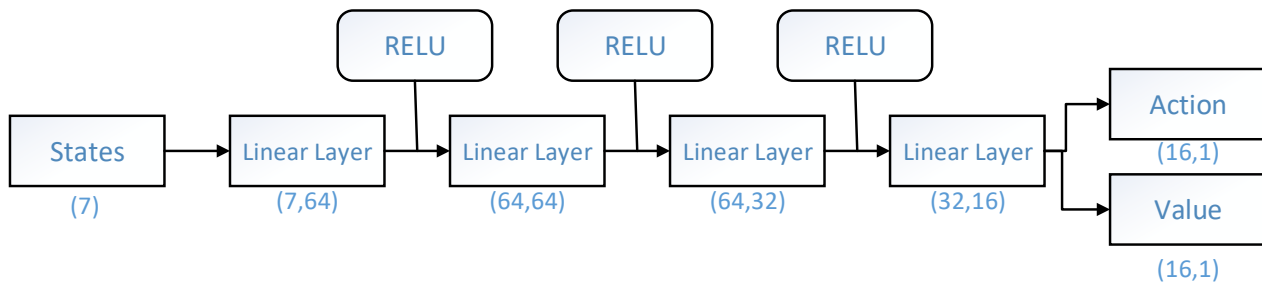 RELU
RELU
RELU
States
(7)
Linear Layer
(7,64)
Linear Layer
(64,64)
Linear Layer
(64,32)
Linear Layer
(32,16)
Action
(16,1)
Value
(16,1)